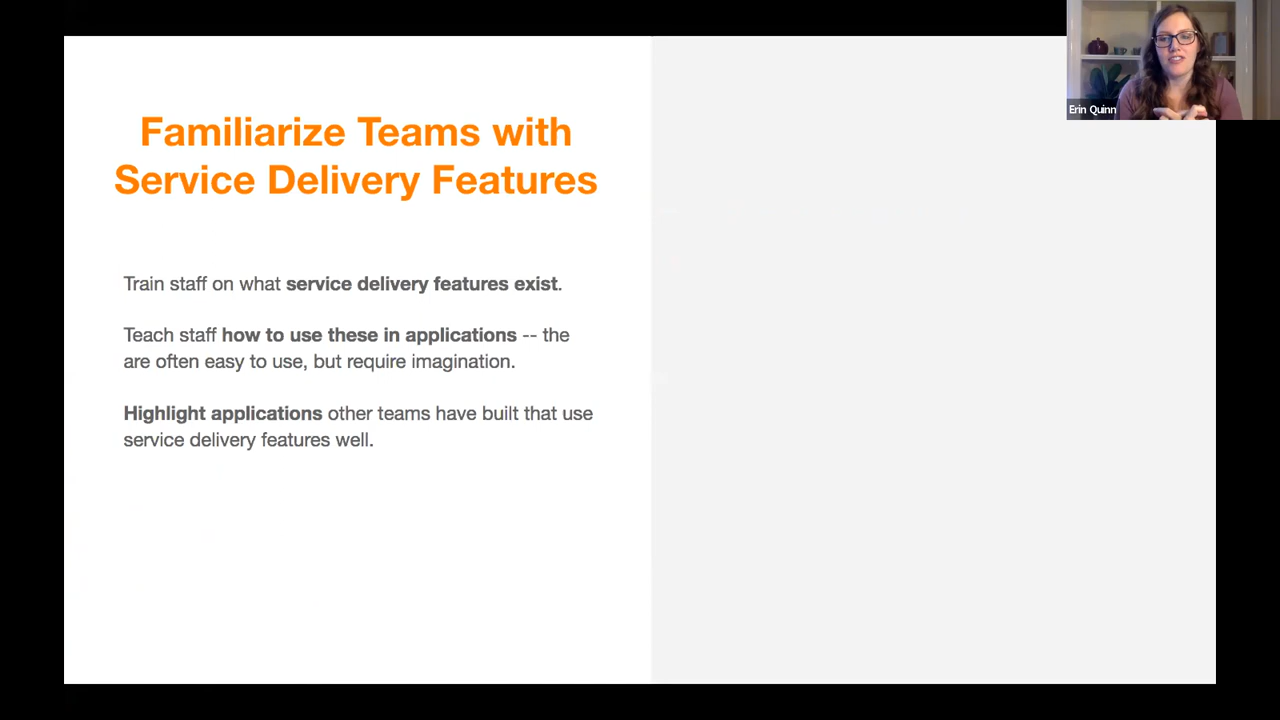 Familiarize Teams with
Service Delivery Features
Train staff on what service delivery features exist.
Teach staff how to use these in applications -- the
are often easy to use, but require imagination.
Highlight applications other teams have built that use
service delivery features well.
Erin Quinn